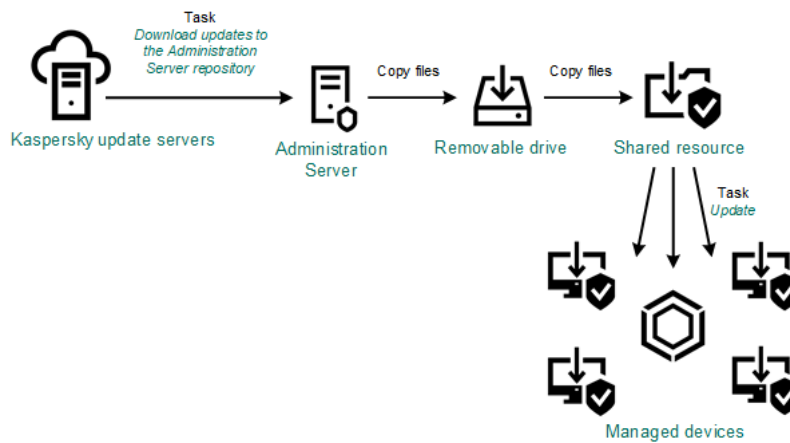 Task
Download updates to
the Administration
Server repository
Kaspersky update servers
Administration
Server
Copy files
Removable drive
Copy files
Shared resource
Task
Update
Managed devices